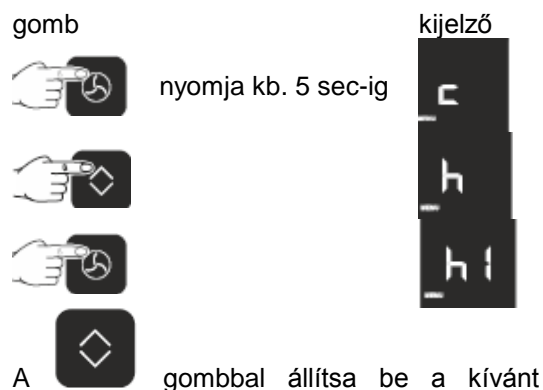 gomb kijelző
nyomja kb. 5 sec-ig c
h
h1
A gombbal állítsa be a kívánt